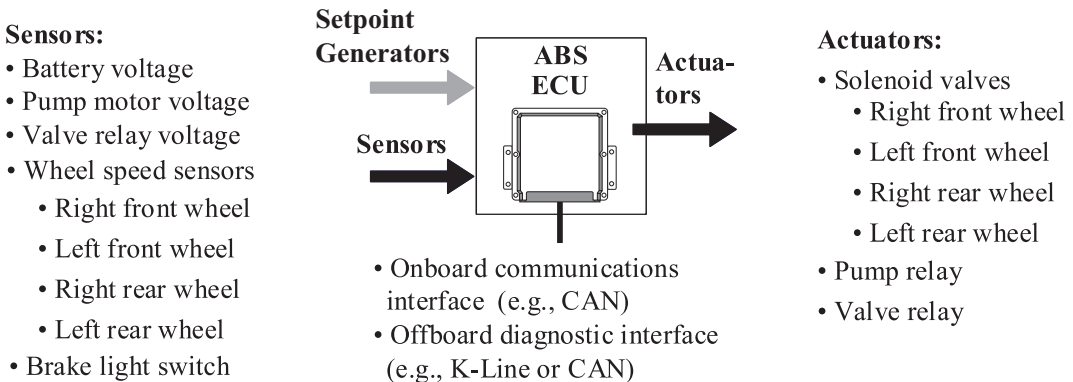 Sensors:
• Battery voltage
• Pump motor voltage
• Valve relay voltage
• Wheel speed sensors
• Right front wheel
• Left front wheel
• Right rear wheel
• Left rear wheel
• Brake light switch
Setpoint
Generators
Sensors
ABS
ECU
Actua-
tors
• Onboard communications
interface (e.g., CAN)
• Offboard diagnostic interface
(e.g., K-Line or CAN)
Actuators:
• Solenoid valves
• Right front wheel
• Left front wheel
• Right rear wheel
• Left rear wheel
• Pump relay
• Valve relay